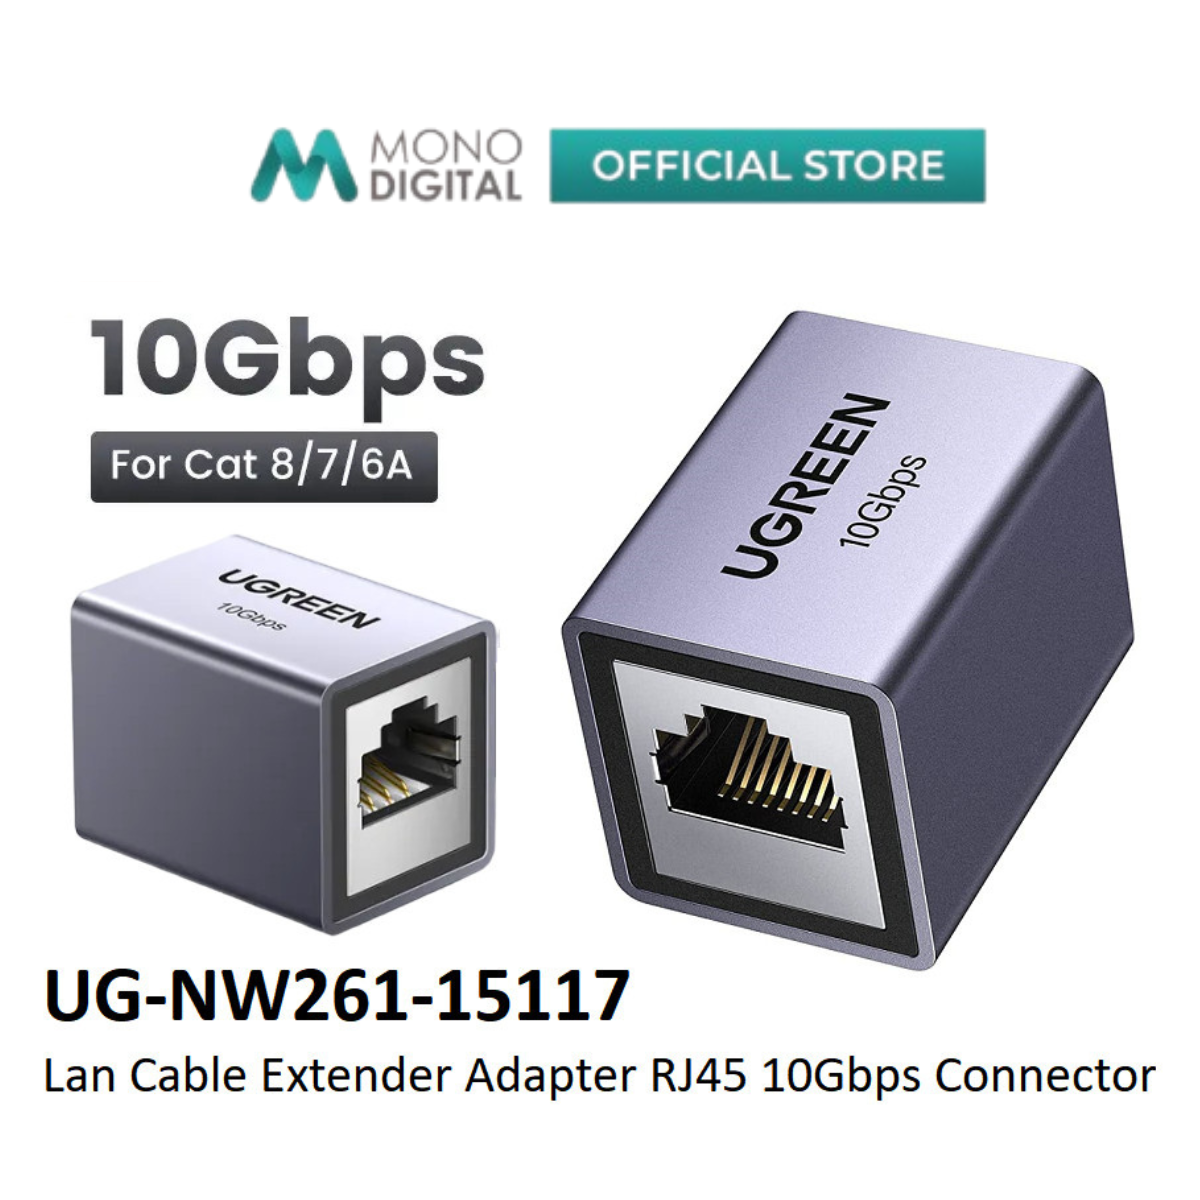 MONO
DIGITAL
OFFICIAL STORE
10Gbps
For Cat 8/7/6A
UGREEN
10Gbps
UGREEN
10Gbps
UG-NW261-15117
Lan Cable Extender Adapter RJ45 10Gbps Connector